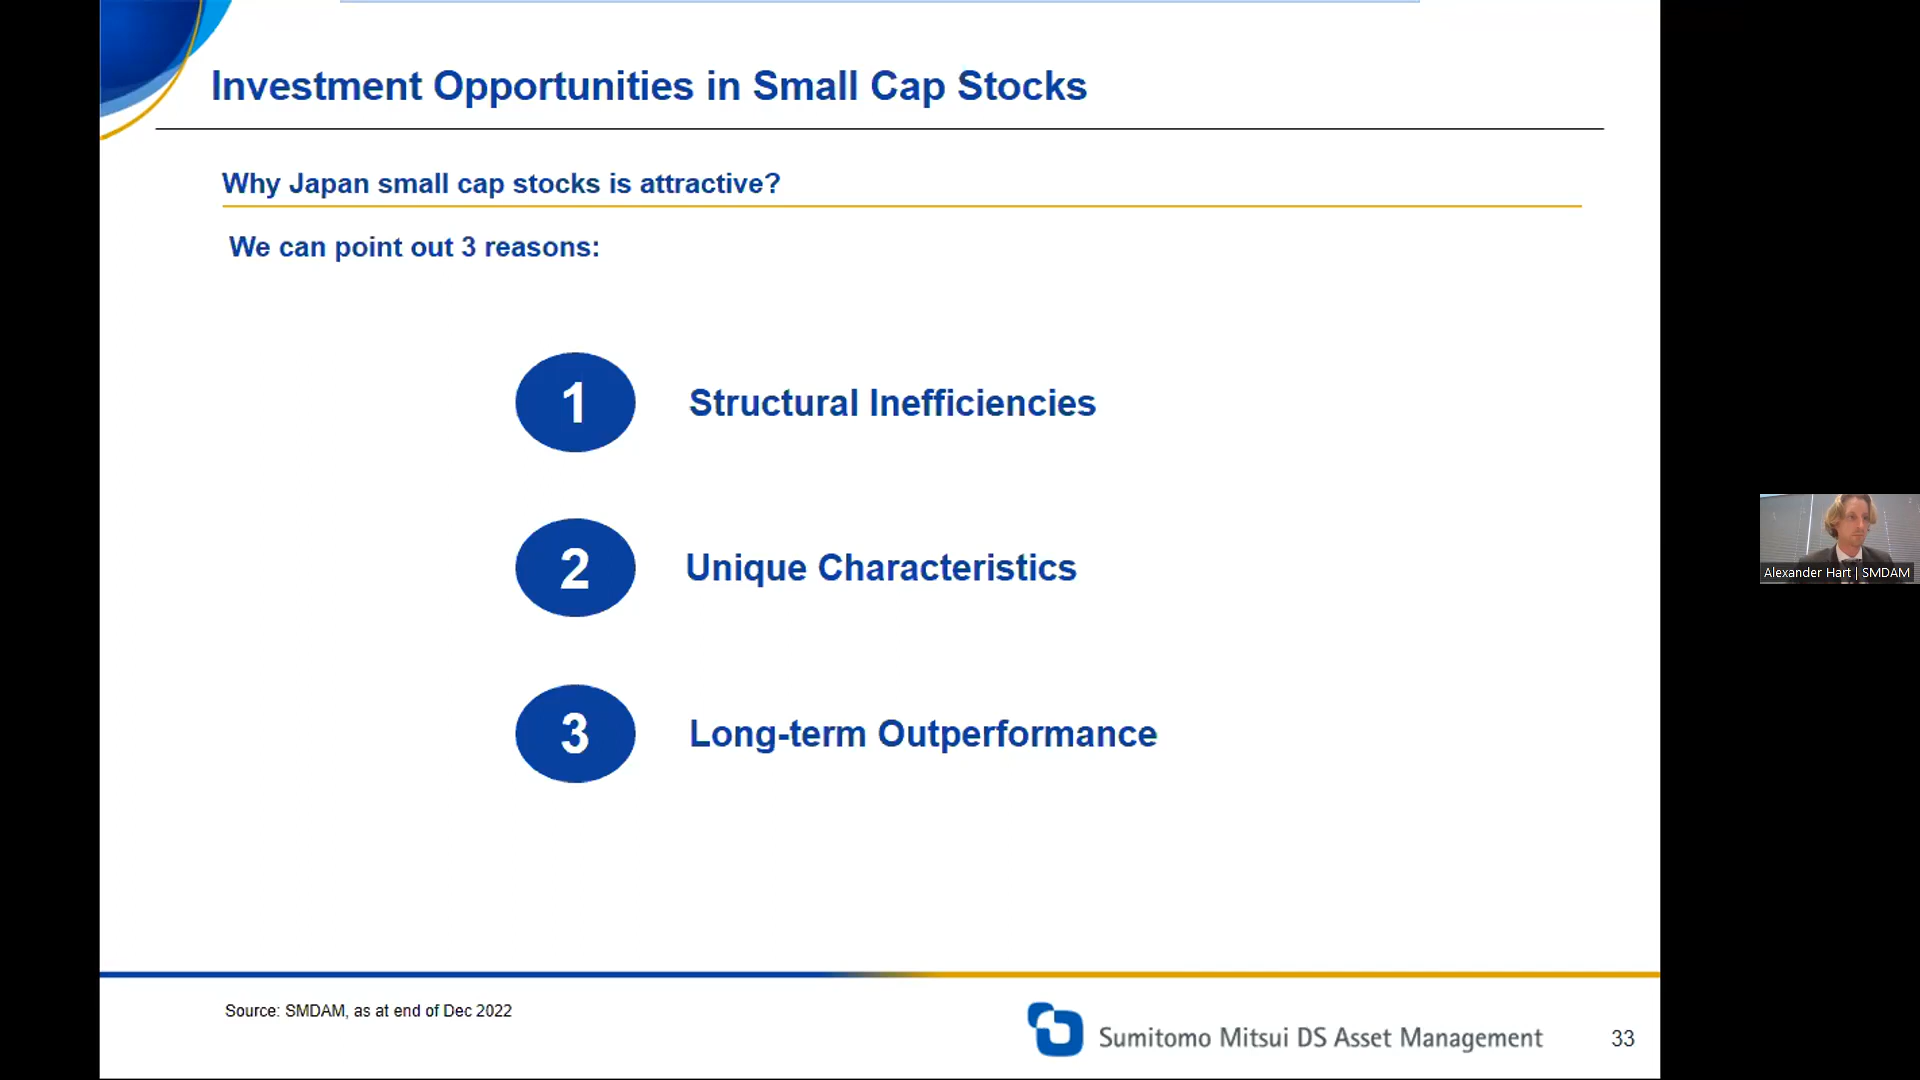 Investment Opportunities in Small Cap Stocks
Why Japan small cap stocks is attractive?
We can point out 3 reasons:
1 Structural Inefficiencies
2 Unique Characteristics
3 Long-term Outperformance
Alexander Hart | SMDAM
Source: SMDAM, as at end of Dec 2022
Sumitomo Mitsui DS Asset Management
33